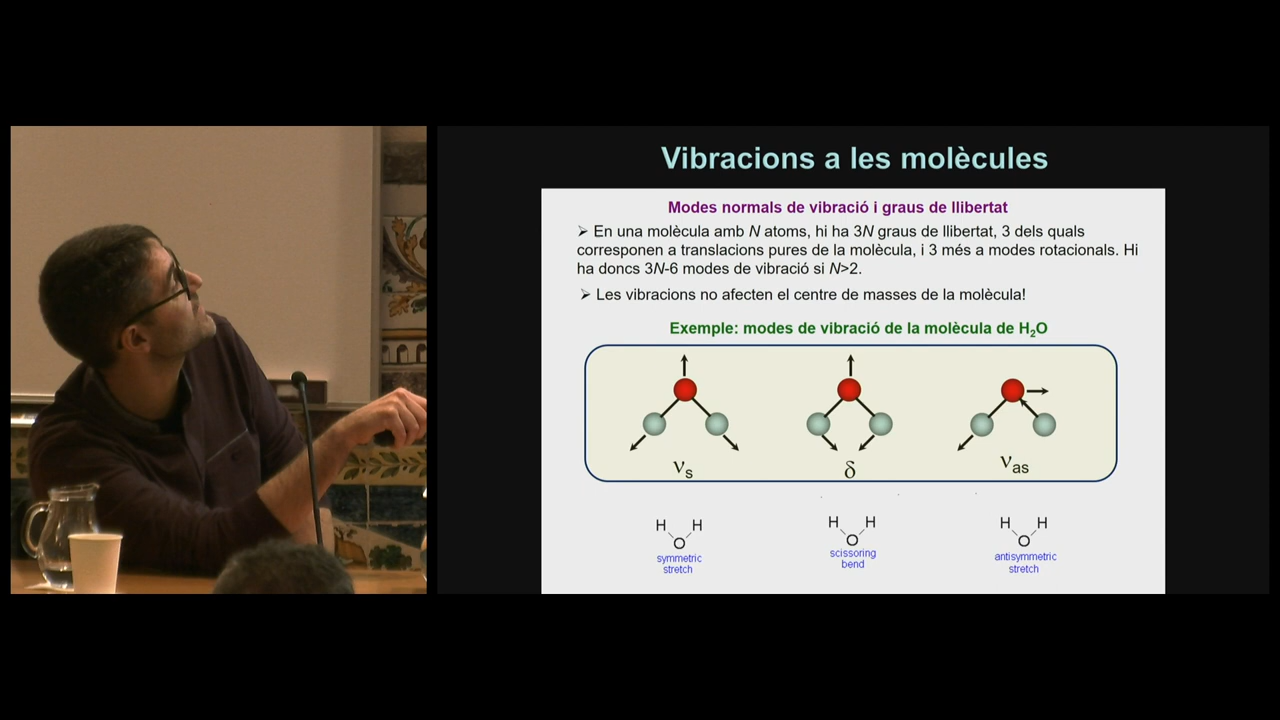 Vibracions a les molècules
Modes normals de vibració i graus de llibertat
➢ En una molècula amb N atoms, hi ha 3N graus de llibertat, 3 dels quals
corresponen a translacions pures de la molècula, i 3 més a modes rotacionals. Hi
ha doncs 3N-6 modes de vibració si N>2.
➢ Les vibracions no afecten el centre de masses de la molècula!
Exemple: modes de vibració de la molècula de H₂O
νs δ νas
H H H H H H
O O O
symmetric scissoring antisymmetric
stretch bend stretch